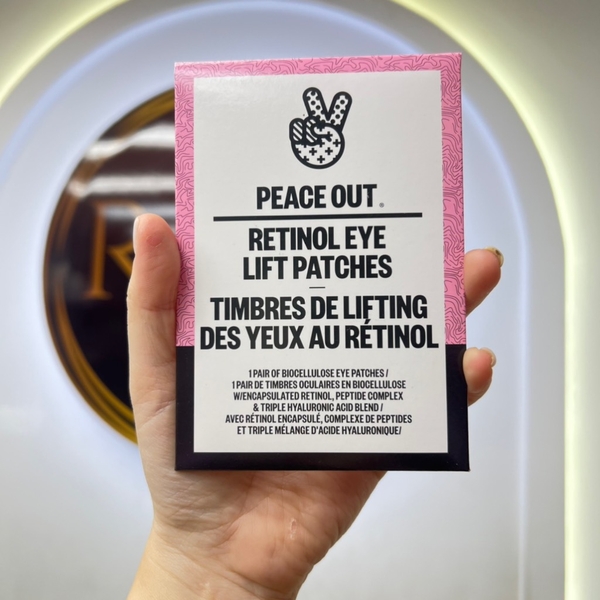 PEACE OUT®
RETINOL EYE
LIFT PATCHES
TIMBRES DE LIFTING
DES YEUX AU RÉTINOL
1 PAIR OF BIOCELLULOSE EYE PATCHES /
1 PAIR DE TIMBRES OCULAIRES EN BIOCELLULOSE
W/ENCAPSULATED RETINOL, PEPTIDE COMPLEX
& TRIPLE HYALURONIC ACID BLEND /
AVEC RÉTINOL ENCAPSULÉ, COMPLEXE DE PEPTIDES
ET TRIPLE MÉLANGE D'ACIDE HYALURONIQUE/